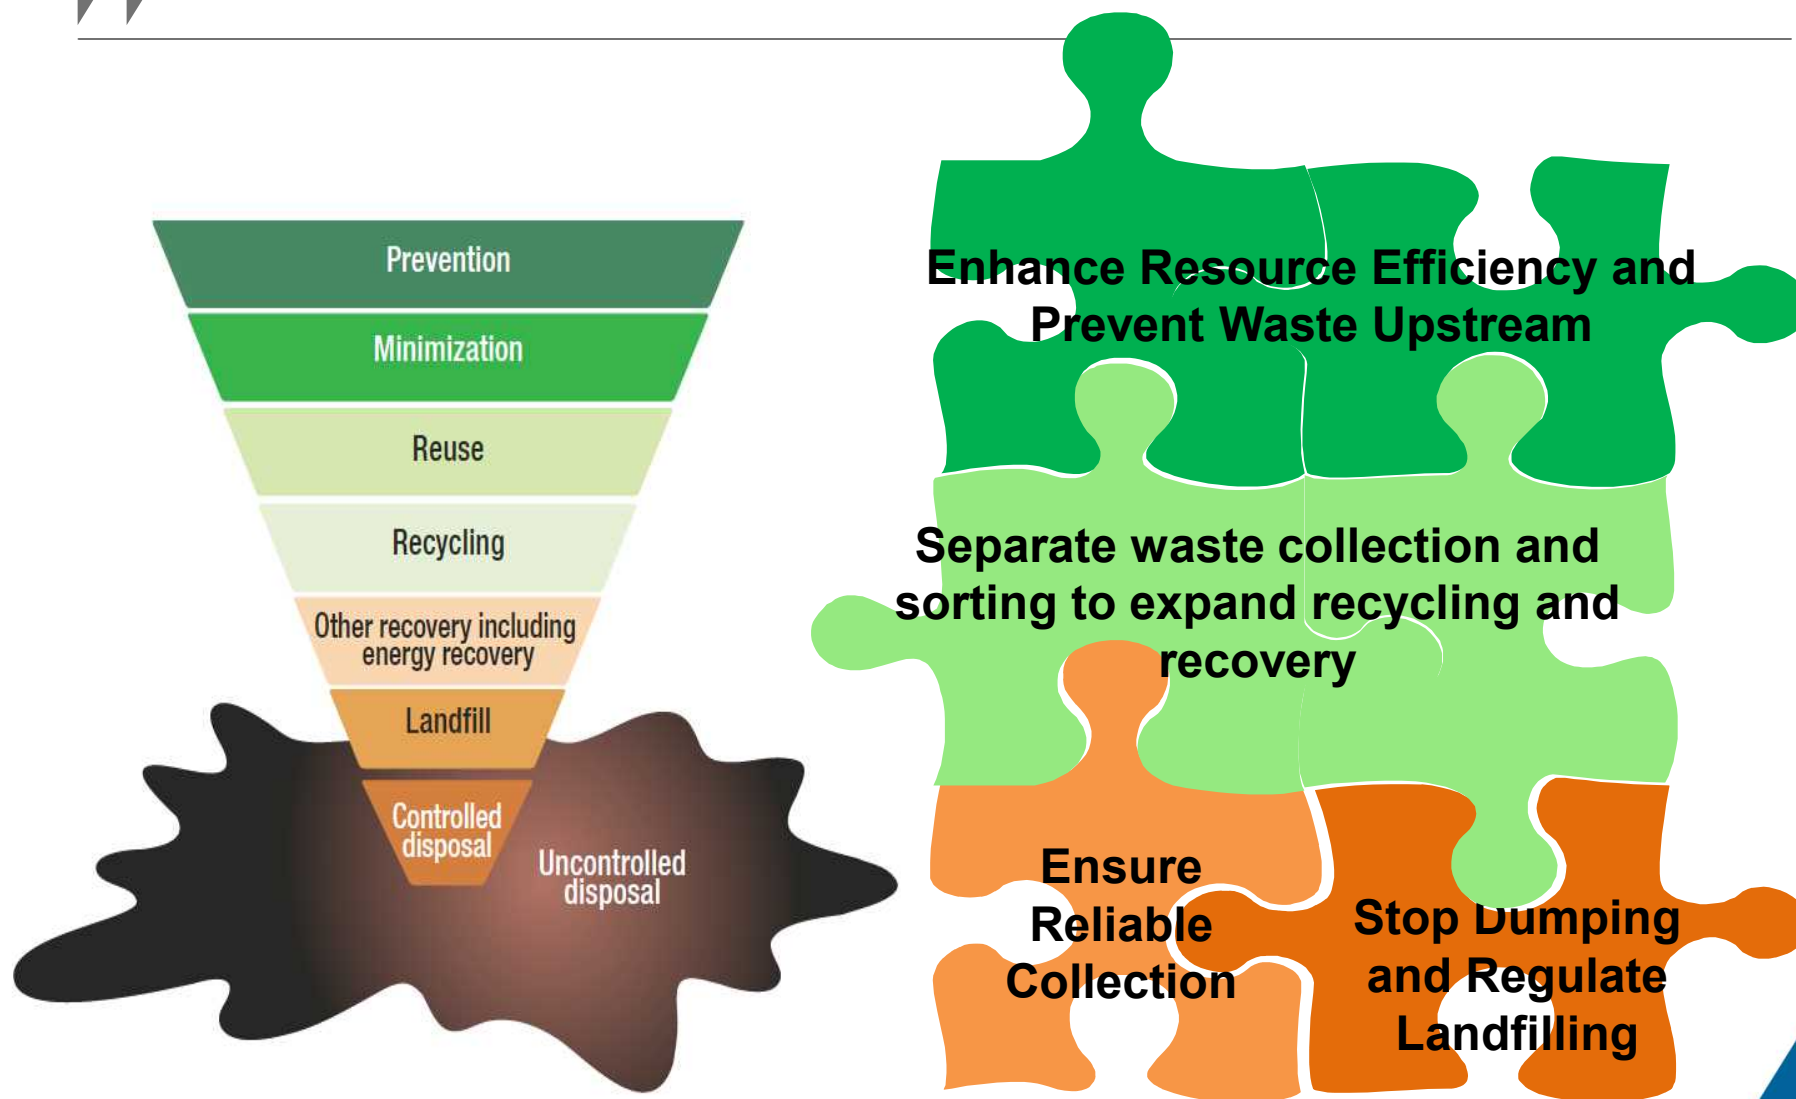 Prevention
Minimization
Reuse
Recycling
Other recovery including
energy recovery
Landfill
Controlled
disposal
Uncontrolled
disposal
Enhance Resource Efficiency and
Prevent Waste Upstream
Separate waste collection and
sorting to expand recycling and
recovery
Ensure
Reliable
Collection
Stop Dumping
and Regulate
Landfilling